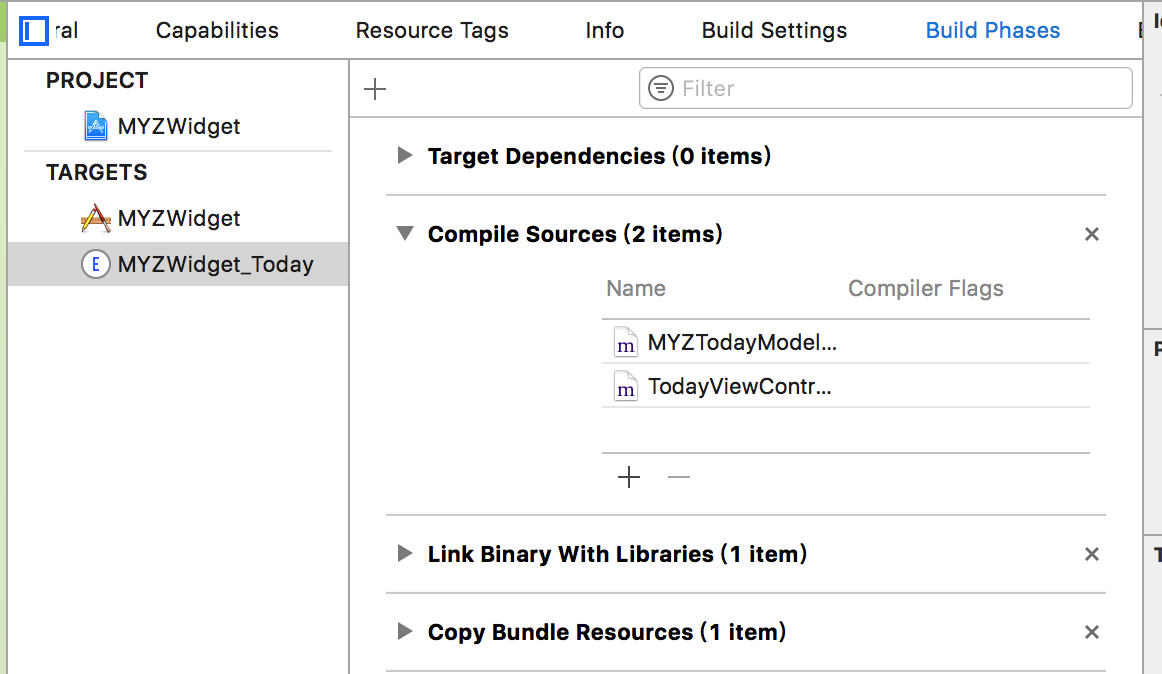 ral Capabilities Resource Tags Info Build Settings Build Phases
PROJECT
MYZWidget
TARGETS
MYZWidget
E MYZWidget_Today
Filter
Target Dependencies (0 items)
Compile Sources (2 items)
Name Compiler Flags
m MYZTodayModel...
m TodayViewContr...
Link Binary With Libraries (1 item)
Copy Bundle Resources (1 item)